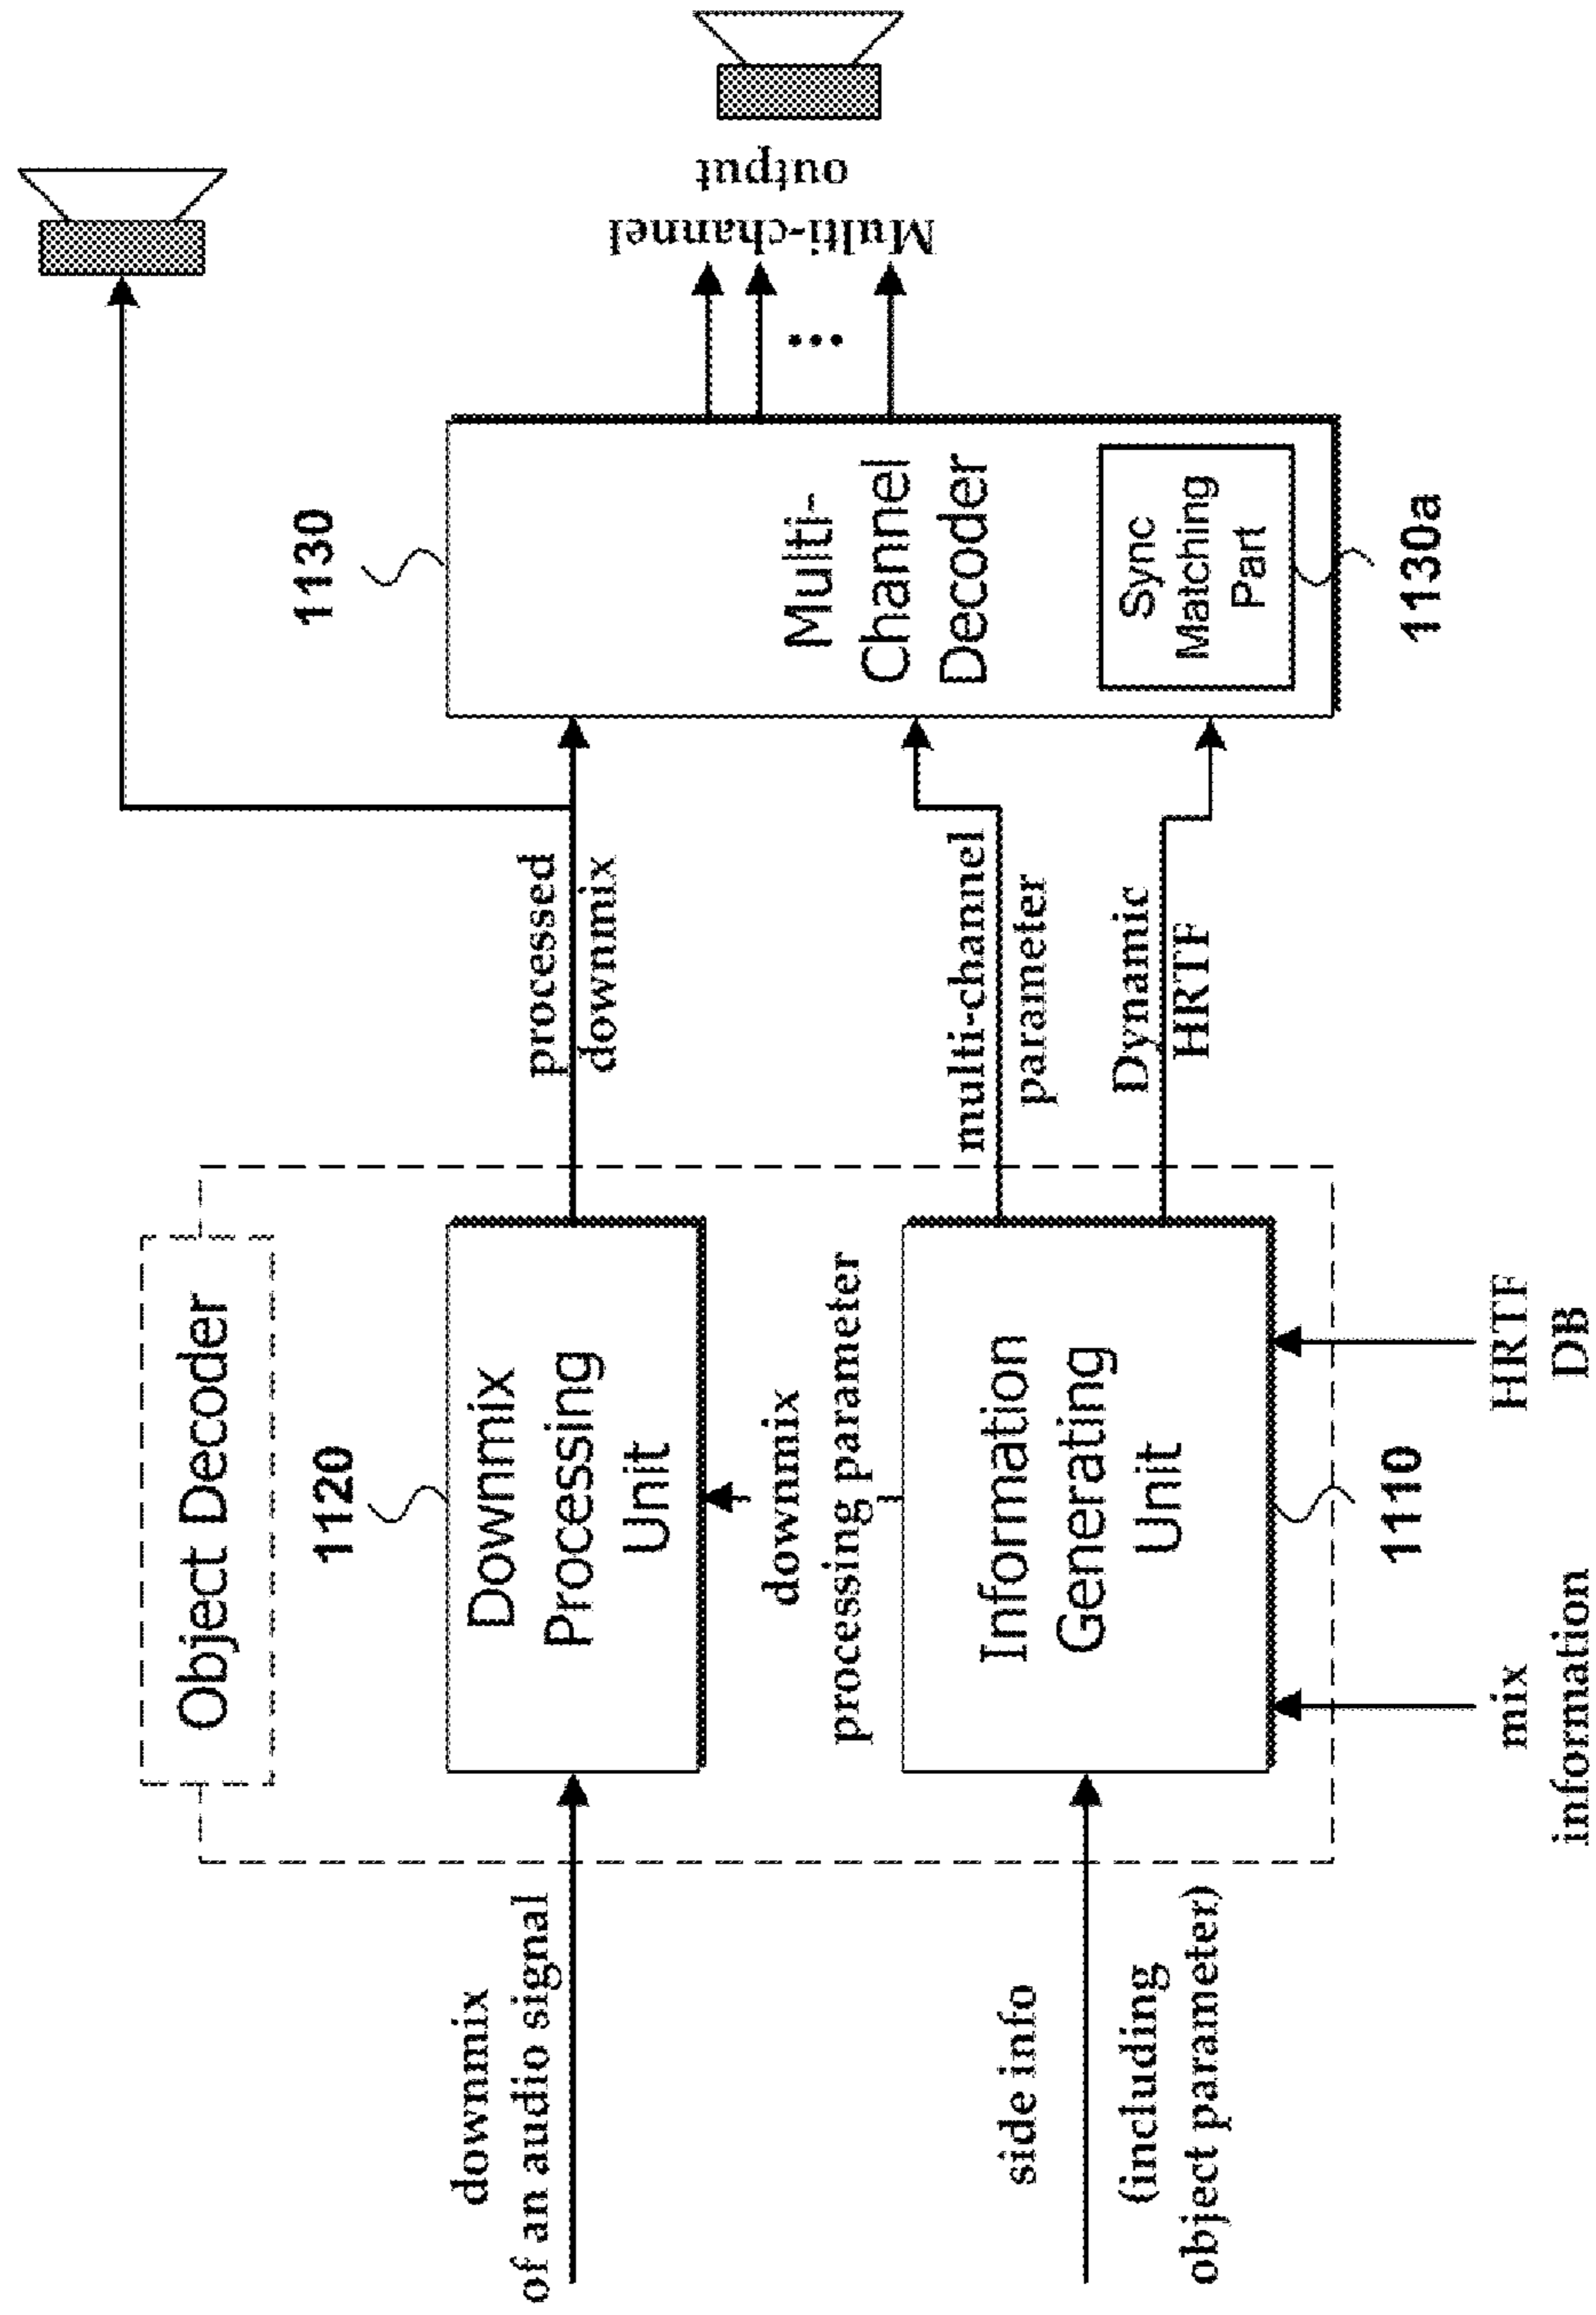 Object Decoder
1120
Downmix
Processing
Unit
downmix
of an audio signal
downmix
processing parameter
Information
Generating
Unit
1110
side info
(including
object parameter)
mix
information
HRTF
DB
processed
downmix
multi-channel
parameter
Dynamic
HRTF
1130
Multi-
Channel
Decoder
Sync
Matching
Part
1130a
Multi-channel
output